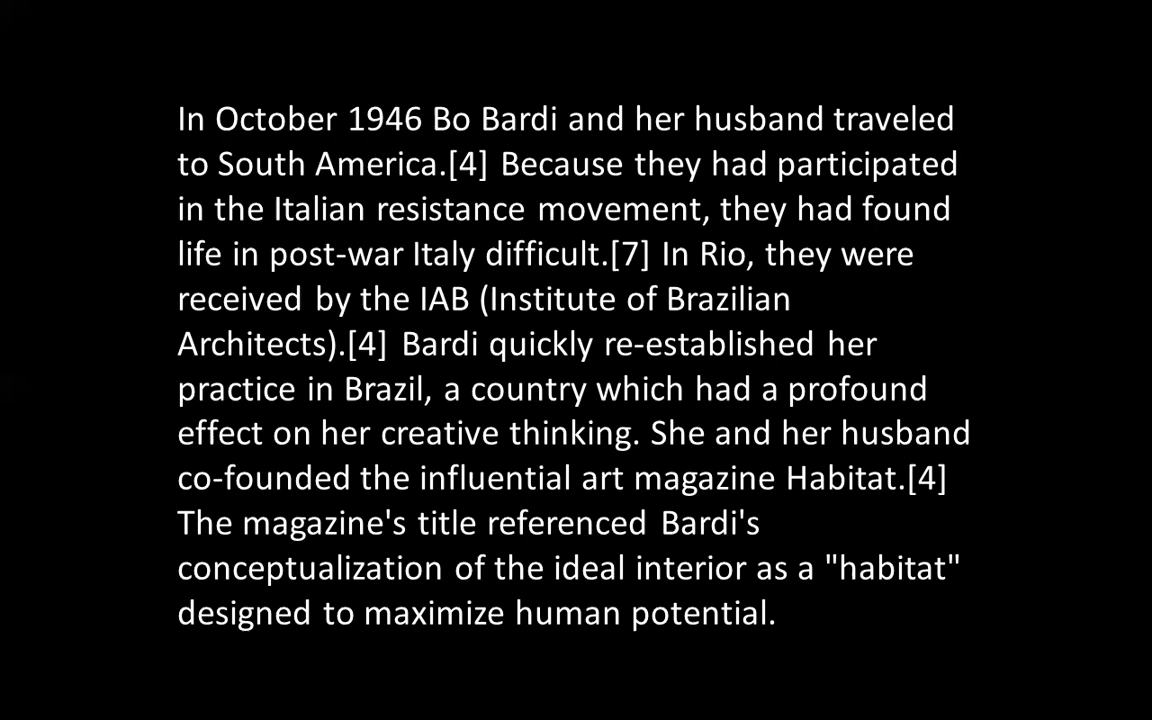 In October 1946 Bo Bardi and her husband traveled
to South America.[4] Because they had participated
in the Italian resistance movement, they had found
life in post-war Italy difficult.[7] In Rio, they were
received by the IAB (Institute of Brazilian
Architects).[4] Bardi quickly re-established her
practice in Brazil, a country which had a profound
effect on her creative thinking. She and her husband
co-founded the influential art magazine Habitat.[4]
The magazine's title referenced Bardi's
conceptualization of the ideal interior as a "habitat"
designed to maximize human potential.